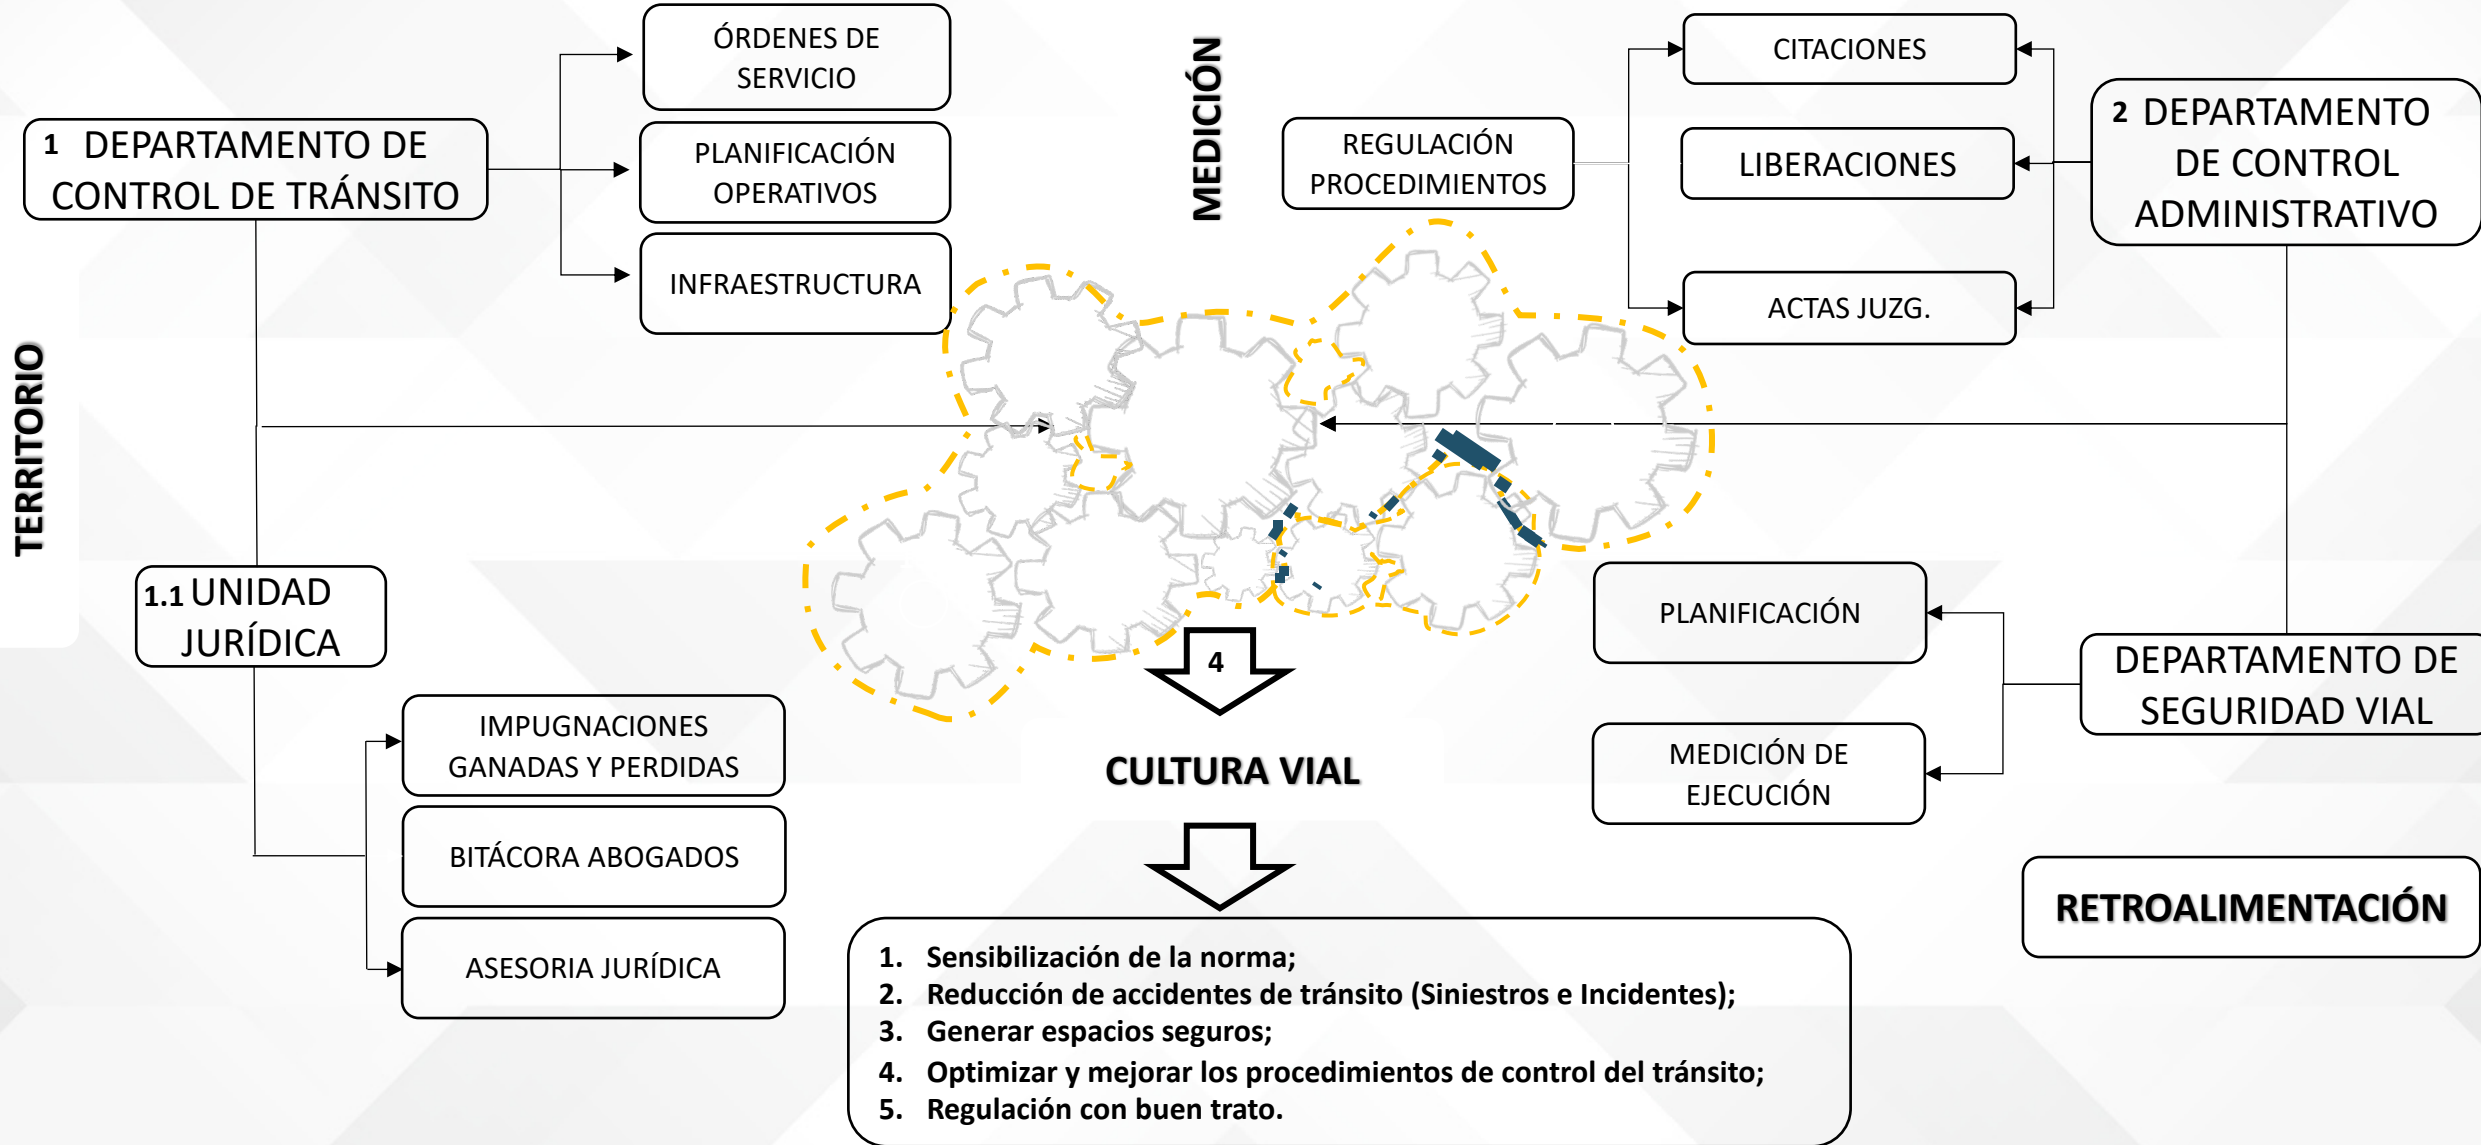 ÓRDENES DE
SERVICIO
1 DEPARTAMENTO DE
CONTROL DE TRÁNSITO
PLANIFICACIÓN
OPERATIVOS
INFRAESTRUCTURA
TERRITORIO
MEDICIÓN
REGULACIÓN
PROCEDIMIENTOS
CITACIONES
LIBERACIONES
ACTAS JUZG.
2 DEPARTAMENTO
DE CONTROL
ADMINISTRATIVO
1.1 UNIDAD
JURÍDICA
IMPUGNACIONES
GANADAS Y PERDIDAS
BITÁCORA ABOGADOS
ASESORIA JURÍDICA
4
CULTURA VIAL
PLANIFICACIÓN
MEDICIÓN DE
EJECUCIÓN
DEPARTAMENTO DE
SEGURIDAD VIAL
RETROALIMENTACIÓN
1. Sensibilización de la norma;
2. Reducción de accidentes de tránsito (Siniestros e Incidentes);
3. Generar espacios seguros;
4. Optimizar y mejorar los procedimientos de control del tránsito;
5. Regulación con buen trato.